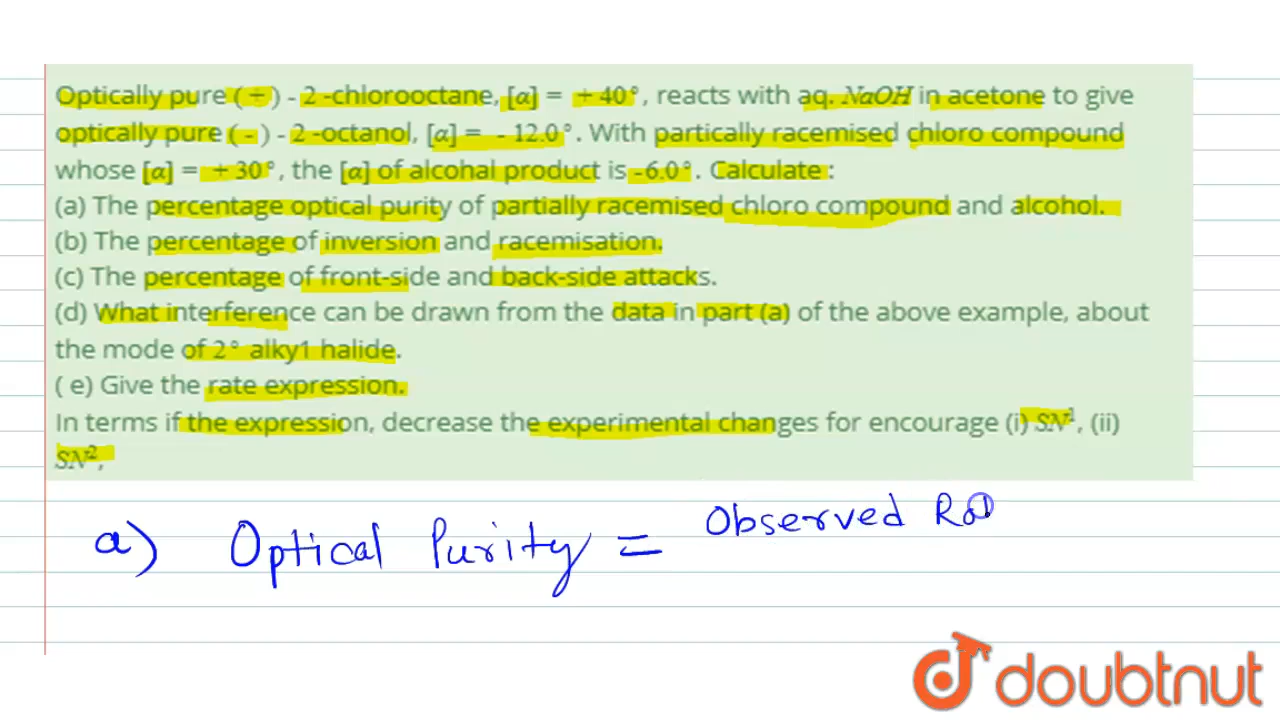 Optically pure (+) - 2 -chlorooctane, [α] = + 40°, reacts with aq. NaOH in acetone to give
optically pure ( - ) - 2 -octanol, [α] = - 12.0°. With partically racemised chloro compound
whose [α] = + 30°, the [α] of alcohal product is -6.0°. Calculate :
(a) The percentage optical purity of partially racemised chloro compound and alcohol.
(b) The percentage of inversion and racemisation.
(c) The percentage of front-side and back-side attacks.
(d) What interference can be drawn from the data in part (a) of the above example, about
the mode of 2° alky1 halide.
( e) Give the rate expression.
In terms if the expression, decrease the experimental changes for encourage (i) SN¹, (ii)
SN²,
a) Optical Purity = Observed Rot
doubtnut